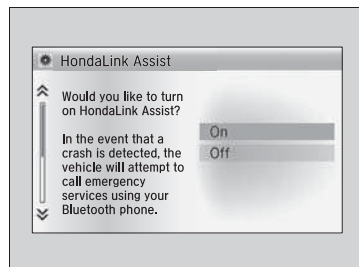 HondaLink Assist
Would you like to turn
on HondaLink Assist?
In the event that a
crash is detected, the
vehicle will attempt to
call emergency
services using your
Bluetooth phone.
On
Off